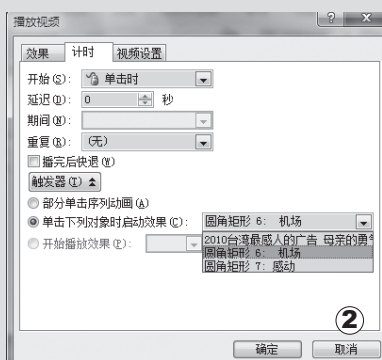 播放视频
效果 计时 视频设置
开始(S): 单击时
延迟(D): 0 秒
期间(N):
重复(R): (无)
播完后快退(W)
触发器(T)
部分单击序列动画(A)
单击下列对象时启动效果(C): 圆角矩形 6: 机场
开始播放效果(P):
2010台湾最感人的广告 母亲的勇
圆角矩形 6: 机场
圆角矩形 7: 感动
2
确定 取消